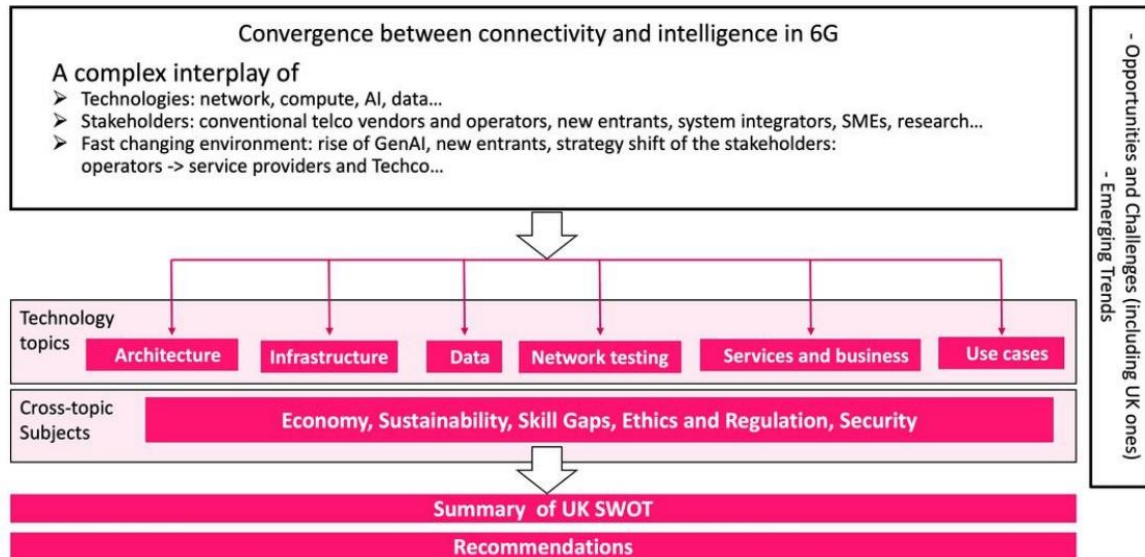 Convergence between connectivity and intelligence in 6G
A complex interplay of
➢ Technologies: network, compute, AI, data…
➢ Stakeholders: conventional telco vendors and operators, new entrants, system integrators, SMEs, research…
➢ Fast changing environment: rise of GenAI, new entrants, strategy shift of the stakeholders:
operators -> service providers and Techco…
Technology
topics
Architecture
Infrastructure
Data
Network testing
Services and business
Use cases
Cross-topic
Subjects
Economy, Sustainability, Skill Gaps, Ethics and Regulation, Security
Summary of UK SWOT
Recommendations
- Opportunities and Challenges (including UK ones)
- Emerging Trends